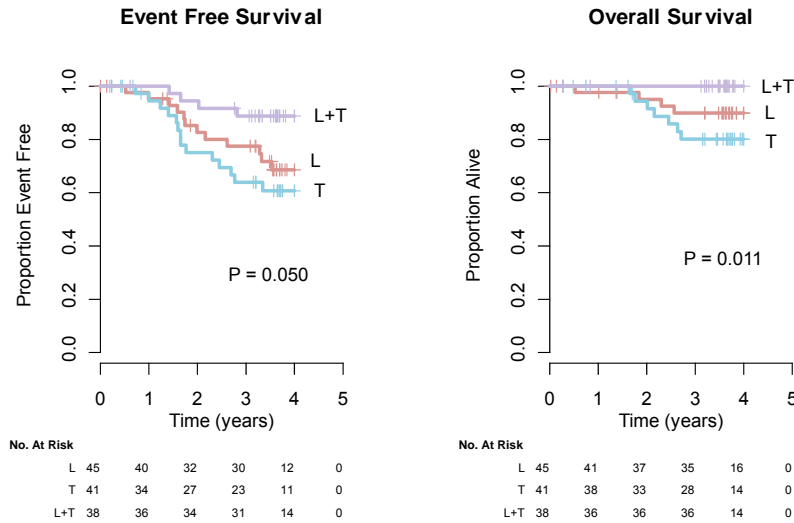 Event Free Survival
Proportion Event Free
1.0
0.8
0.6
0.4
0.2
0.0
L+T
L
T
P = 0.050
0 1 2 3 4 5
Time (years)
No. At Risk
L 45 40 32 30 12 0
T 41 34 27 23 11 0
L+T 38 36 34 31 14 0
Overall Survival
Proportion Alive
1.0
0.8
0.6
0.4
0.2
0.0
L+T
L
T
P = 0.011
0 1 2 3 4 5
Time (years)
No. At Risk
L 45 41 37 35 16 0
T 41 38 33 28 14 0
L+T 38 36 36 36 14 0